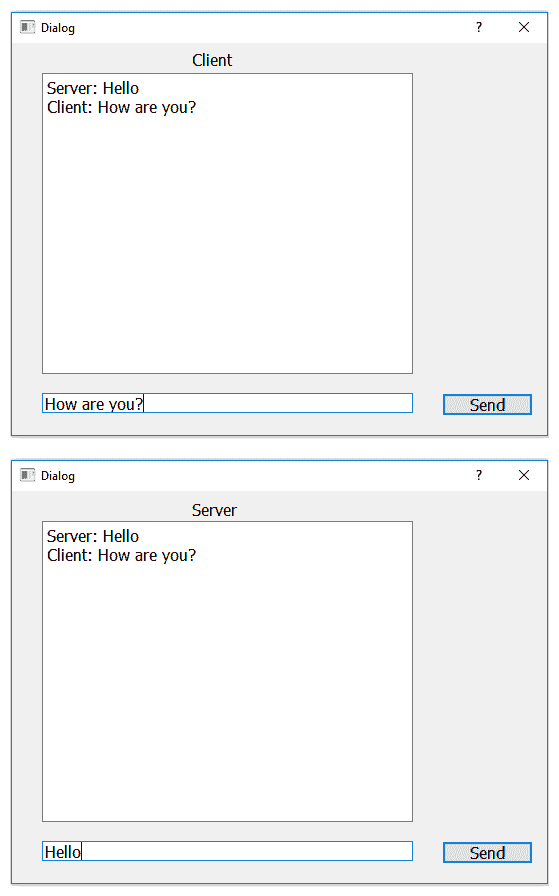 Dialog
?
Client
Server: Hello
Client: How are you?
How are you?
Send
Dialog
?
Server
Server: Hello
Client: How are you?
Hello
Send